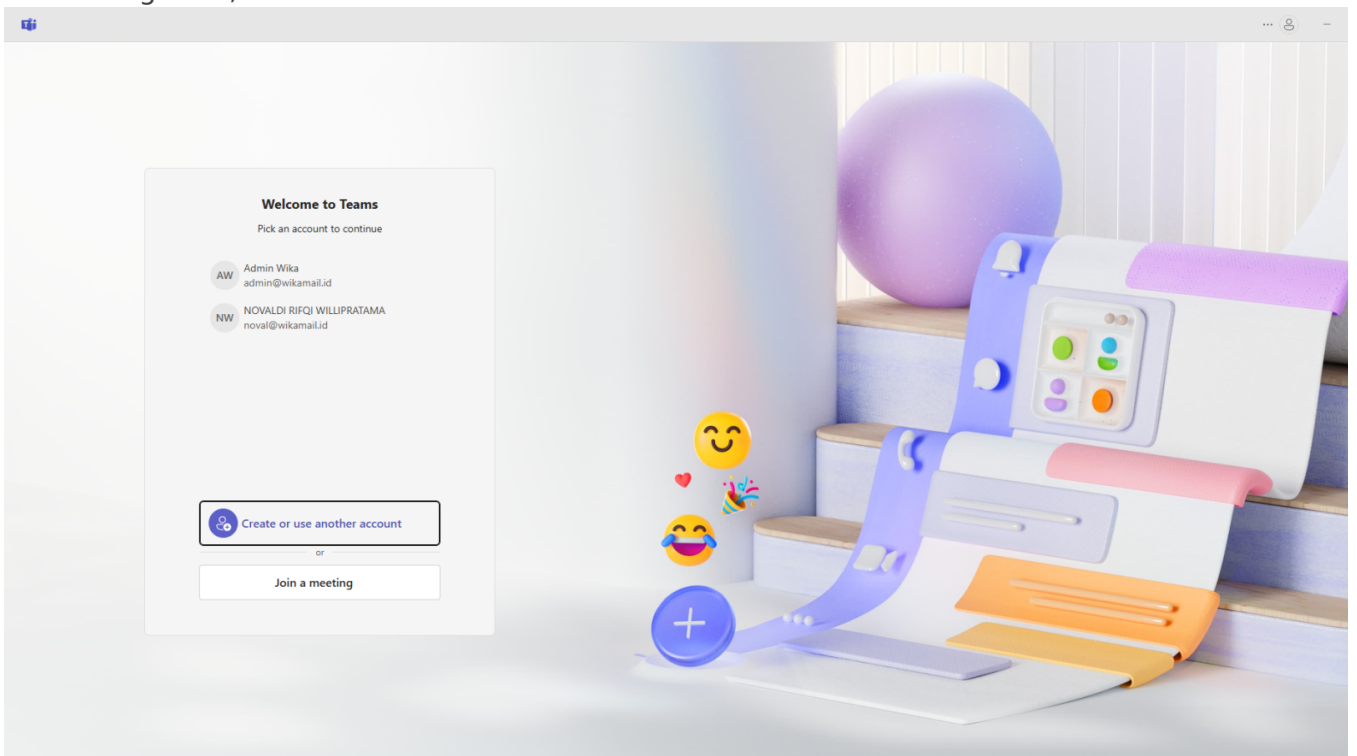 Welcome to Teams
Pick an account to continue
AW
Admin Wika
admin@wikamail.id
NW
NOVALDI RIFQI WILLIPRATAMA
noval@wikamail.id
Create or use another account
or
Join a meeting